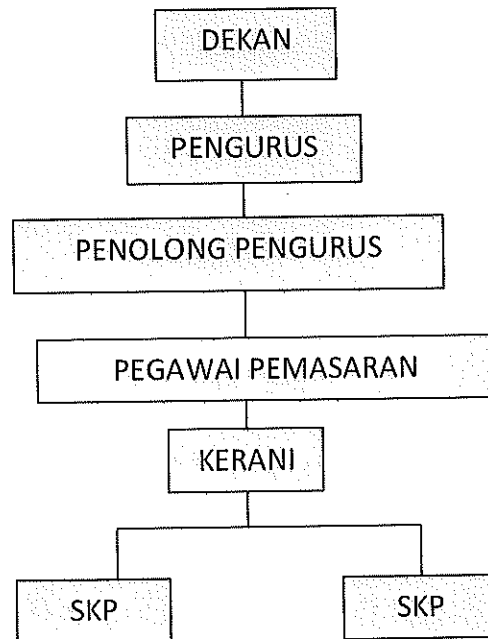 DEKAN
PENGURUS
PENOLONG PENGURUS
PEGAWAI PEMASARAN
KERANI
SKP
SKP